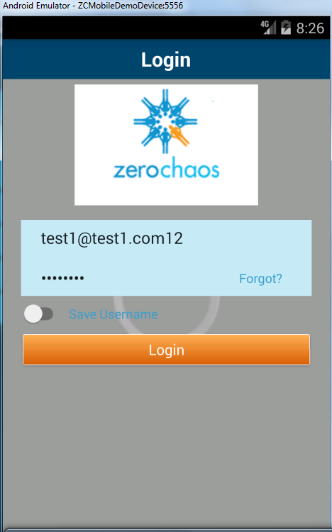 Android Emulator - ZCMobileDemoDevice:5556
4G 8:26
Login
zerochaos
test1@test1.com12
•••••••• Forgot?
Save Username
Login